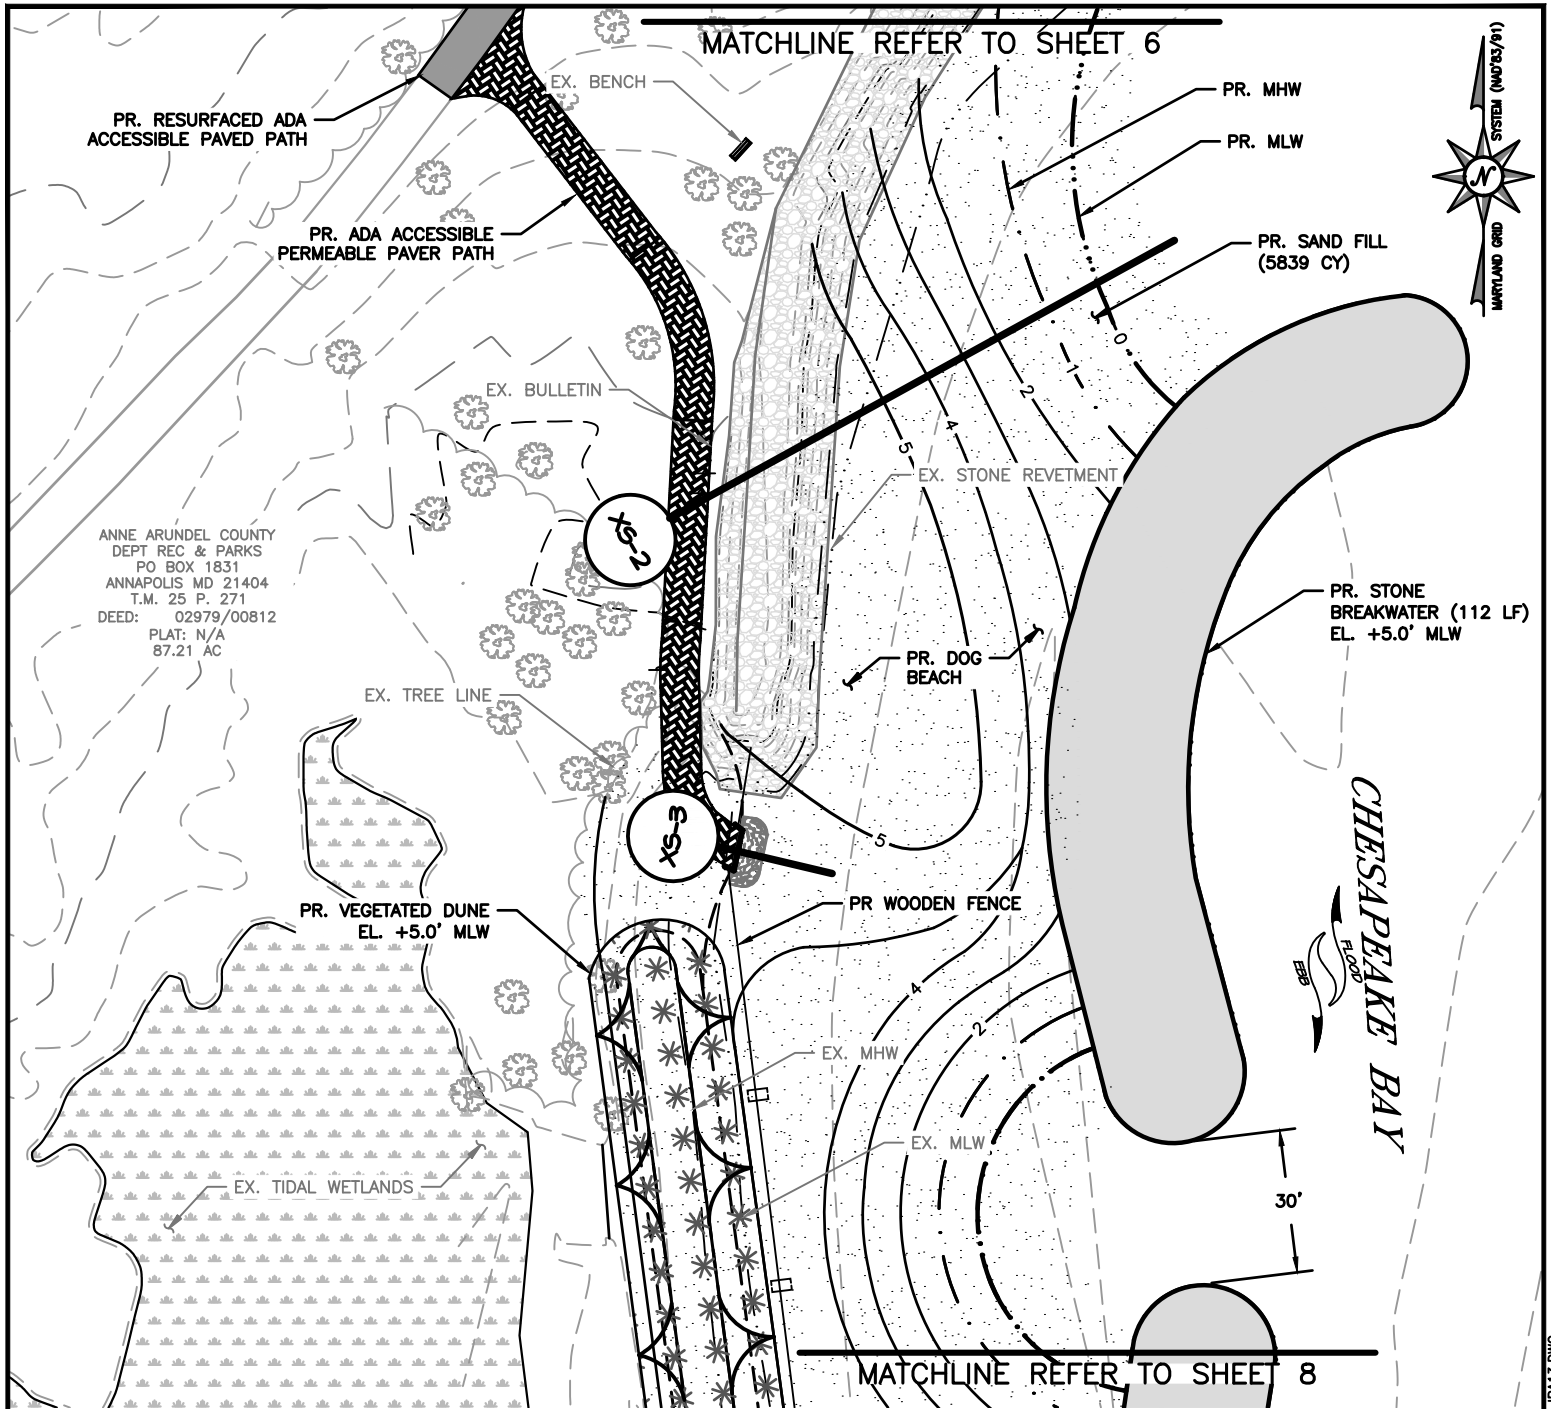 MATCHLINE REFER TO SHEET 6
EX. BENCH
PR. MHW
PR. RESURFACED ADA
ACCESSIBLE PAVED PATH
PR. MLW
SYSTEM (NAD'83/91)
N
MARYLAND GRID
PR. ADA ACCESSIBLE
PERMEABLE PAVER PATH
PR. SAND FILL
(5839 CY)
0
1
2
4
5
EX. BULLETIN
EX. STONE REVETMENT
XS-2
ANNE ARUNDEL COUNTY
DEPT REC & PARKS
PO BOX 1831
ANNAPOLIS MD 21404
T.M. 25 P. 271
DEED: 02979/00812
PLAT: N/A
87.21 AC
PR. STONE
BREAKWATER (112 LF)
EL. +5.0' MLW
PR. DOG
BEACH
EX. TREE LINE
XS-3
5
CHESAPEAKE BAY
FLOOD
EBB
PR. VEGETATED DUNE
EL. +5.0' MLW
PR WOODEN FENCE
4
2
EX. MHW
EX. MLW
EX. TIDAL WETLANDS
30'
MATCHLINE REFER TO SHEET 8